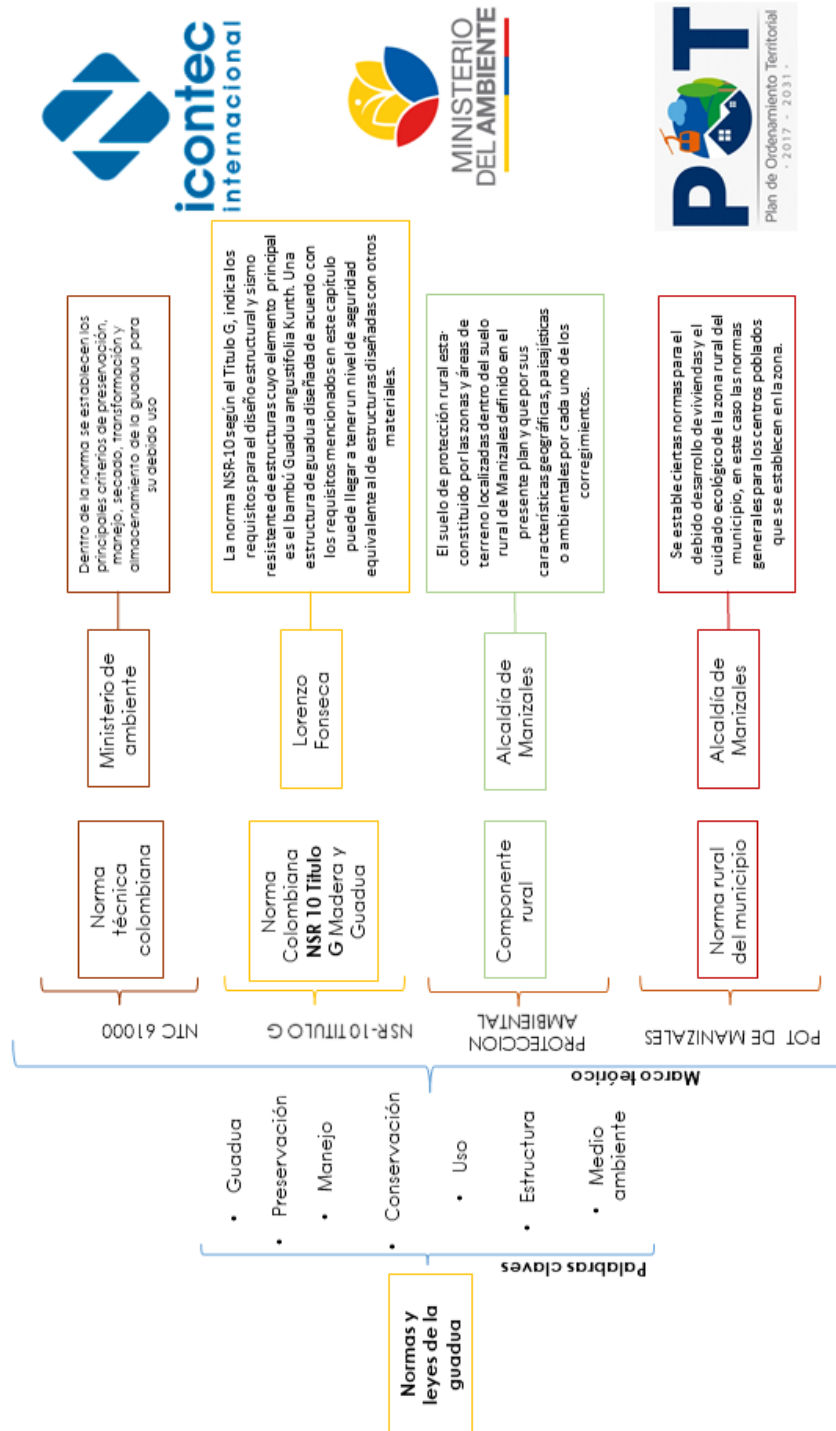 Normas y
leyes de la
guadua
Palabras claves
• Guadua
• Preservación
• Manejo
• Conservación
• Uso
• Estructura
• Medio
ambiente
Marco teórico
NTC 61000
Norma
técnica
colombiana
Ministerio de
ambiente
Dentro de la norma se establecen los
principales criterios de preservación,
manejo, secado, transformación y
almacenamiento de la guadua para
su debido uso
icontec
internacional
NSR-10 TITULO G
Norma
Colombiana
NSR 10 Titulo
G Madera y
Guadua
Lorenzo
Fonseca
La norma NSR-10 según el Titulo G, indica los
requisitos para el diseño estructural y sismo
resistente de estructuras cuyo elemento principal
es el bambú Guadua angustifolia Kunth. Una
estructura de guadua diseñada de acuerdo con
los requisitos mencionados en este capítulo
puede llegar a tener un nivel de seguridad
equivalente al de estructuras diseñadas con otros
materiales.
MINISTERIO
DEL AMBIENTE
PROTECCION
AMBIENTAL
Componente
rural
Alcaldía de
Manizales
El suelo de protección rural esta·
constituido por las zonas y áreas de
terreno localizadas dentro del suelo
rural de Manizales definido en el
presente plan y que por sus
características geográficas, paisajísticas
o ambientales por cada uno de los
corregimientos.
POT DE MANIZALES
Norma rural
del municipio
Alcaldía de
Manizales
Se estable ciertas normas para el
debido desarrollo de viviendas y el
cuidado ecológico de la zona rural del
municipio, en este caso las normas
generales para los centros poblados
que se establecen en la zona.
POT
Plan de Ordenamiento Territorial
- 2017 - 2031 -